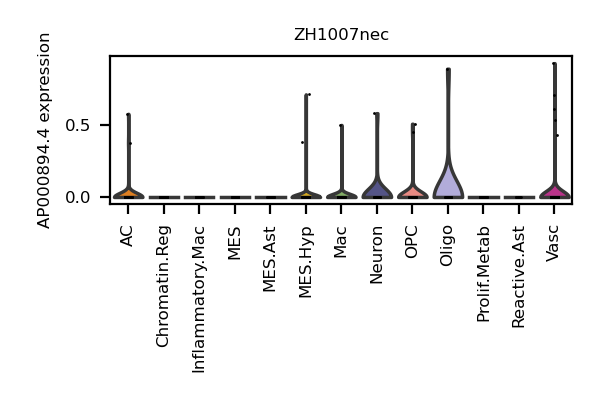 ZH1007nec
AP000894.4 expression
0.5
0.0
AC
Chromatin.Reg
Inflammatory.Mac
MES
MES.Ast
MES.Hyp
Mac
Neuron
OPC
Oligo
Prolif.Metab
Reactive.Ast
Vasc